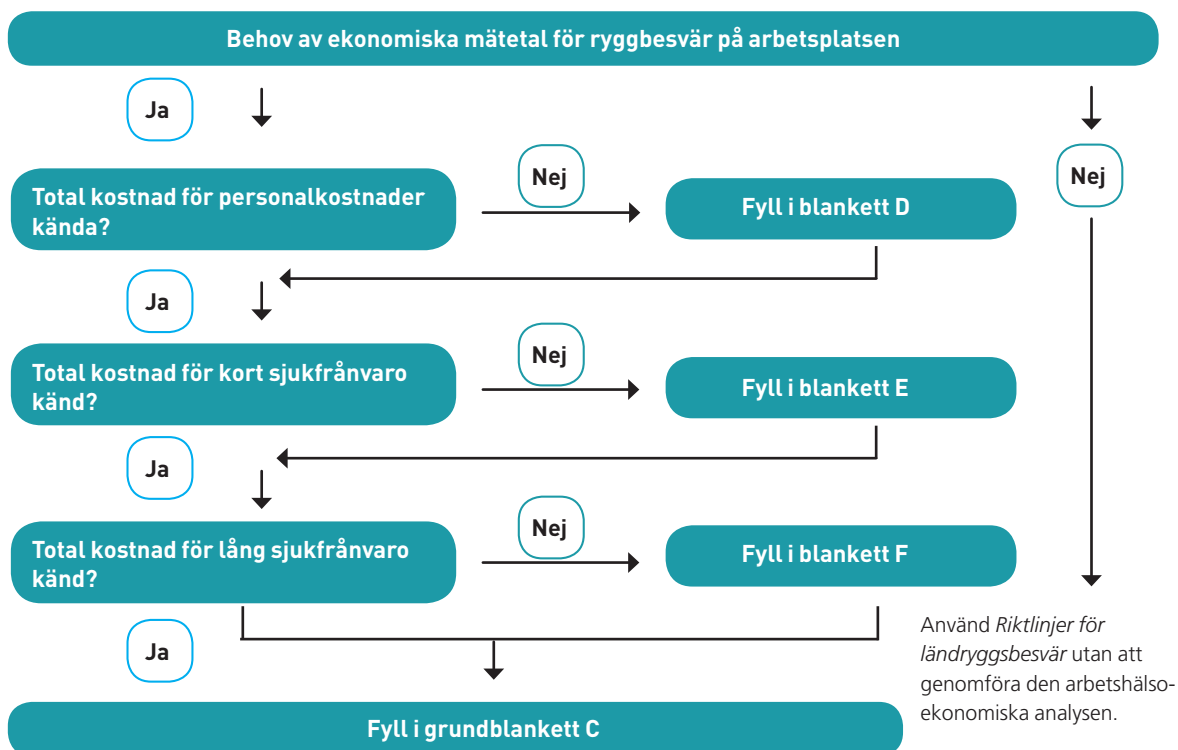 Behov av ekonomiska mätetal för ryggbesvär på arbetsplatsen
Ja
Nej
Total kostnad för personalkostnader
kända?
Nej
Fyll i blankett D
Ja
Total kostnad för kort sjukfrånvaro
känd?
Nej
Fyll i blankett E
Ja
Total kostnad för lång sjukfrånvaro
känd?
Nej
Fyll i blankett F
Ja
Använd Riktlinjer för
ländryggsbesvär utan att
genomföra den arbetshälso-
ekonomiska analysen.
Fyll i grundblankett C